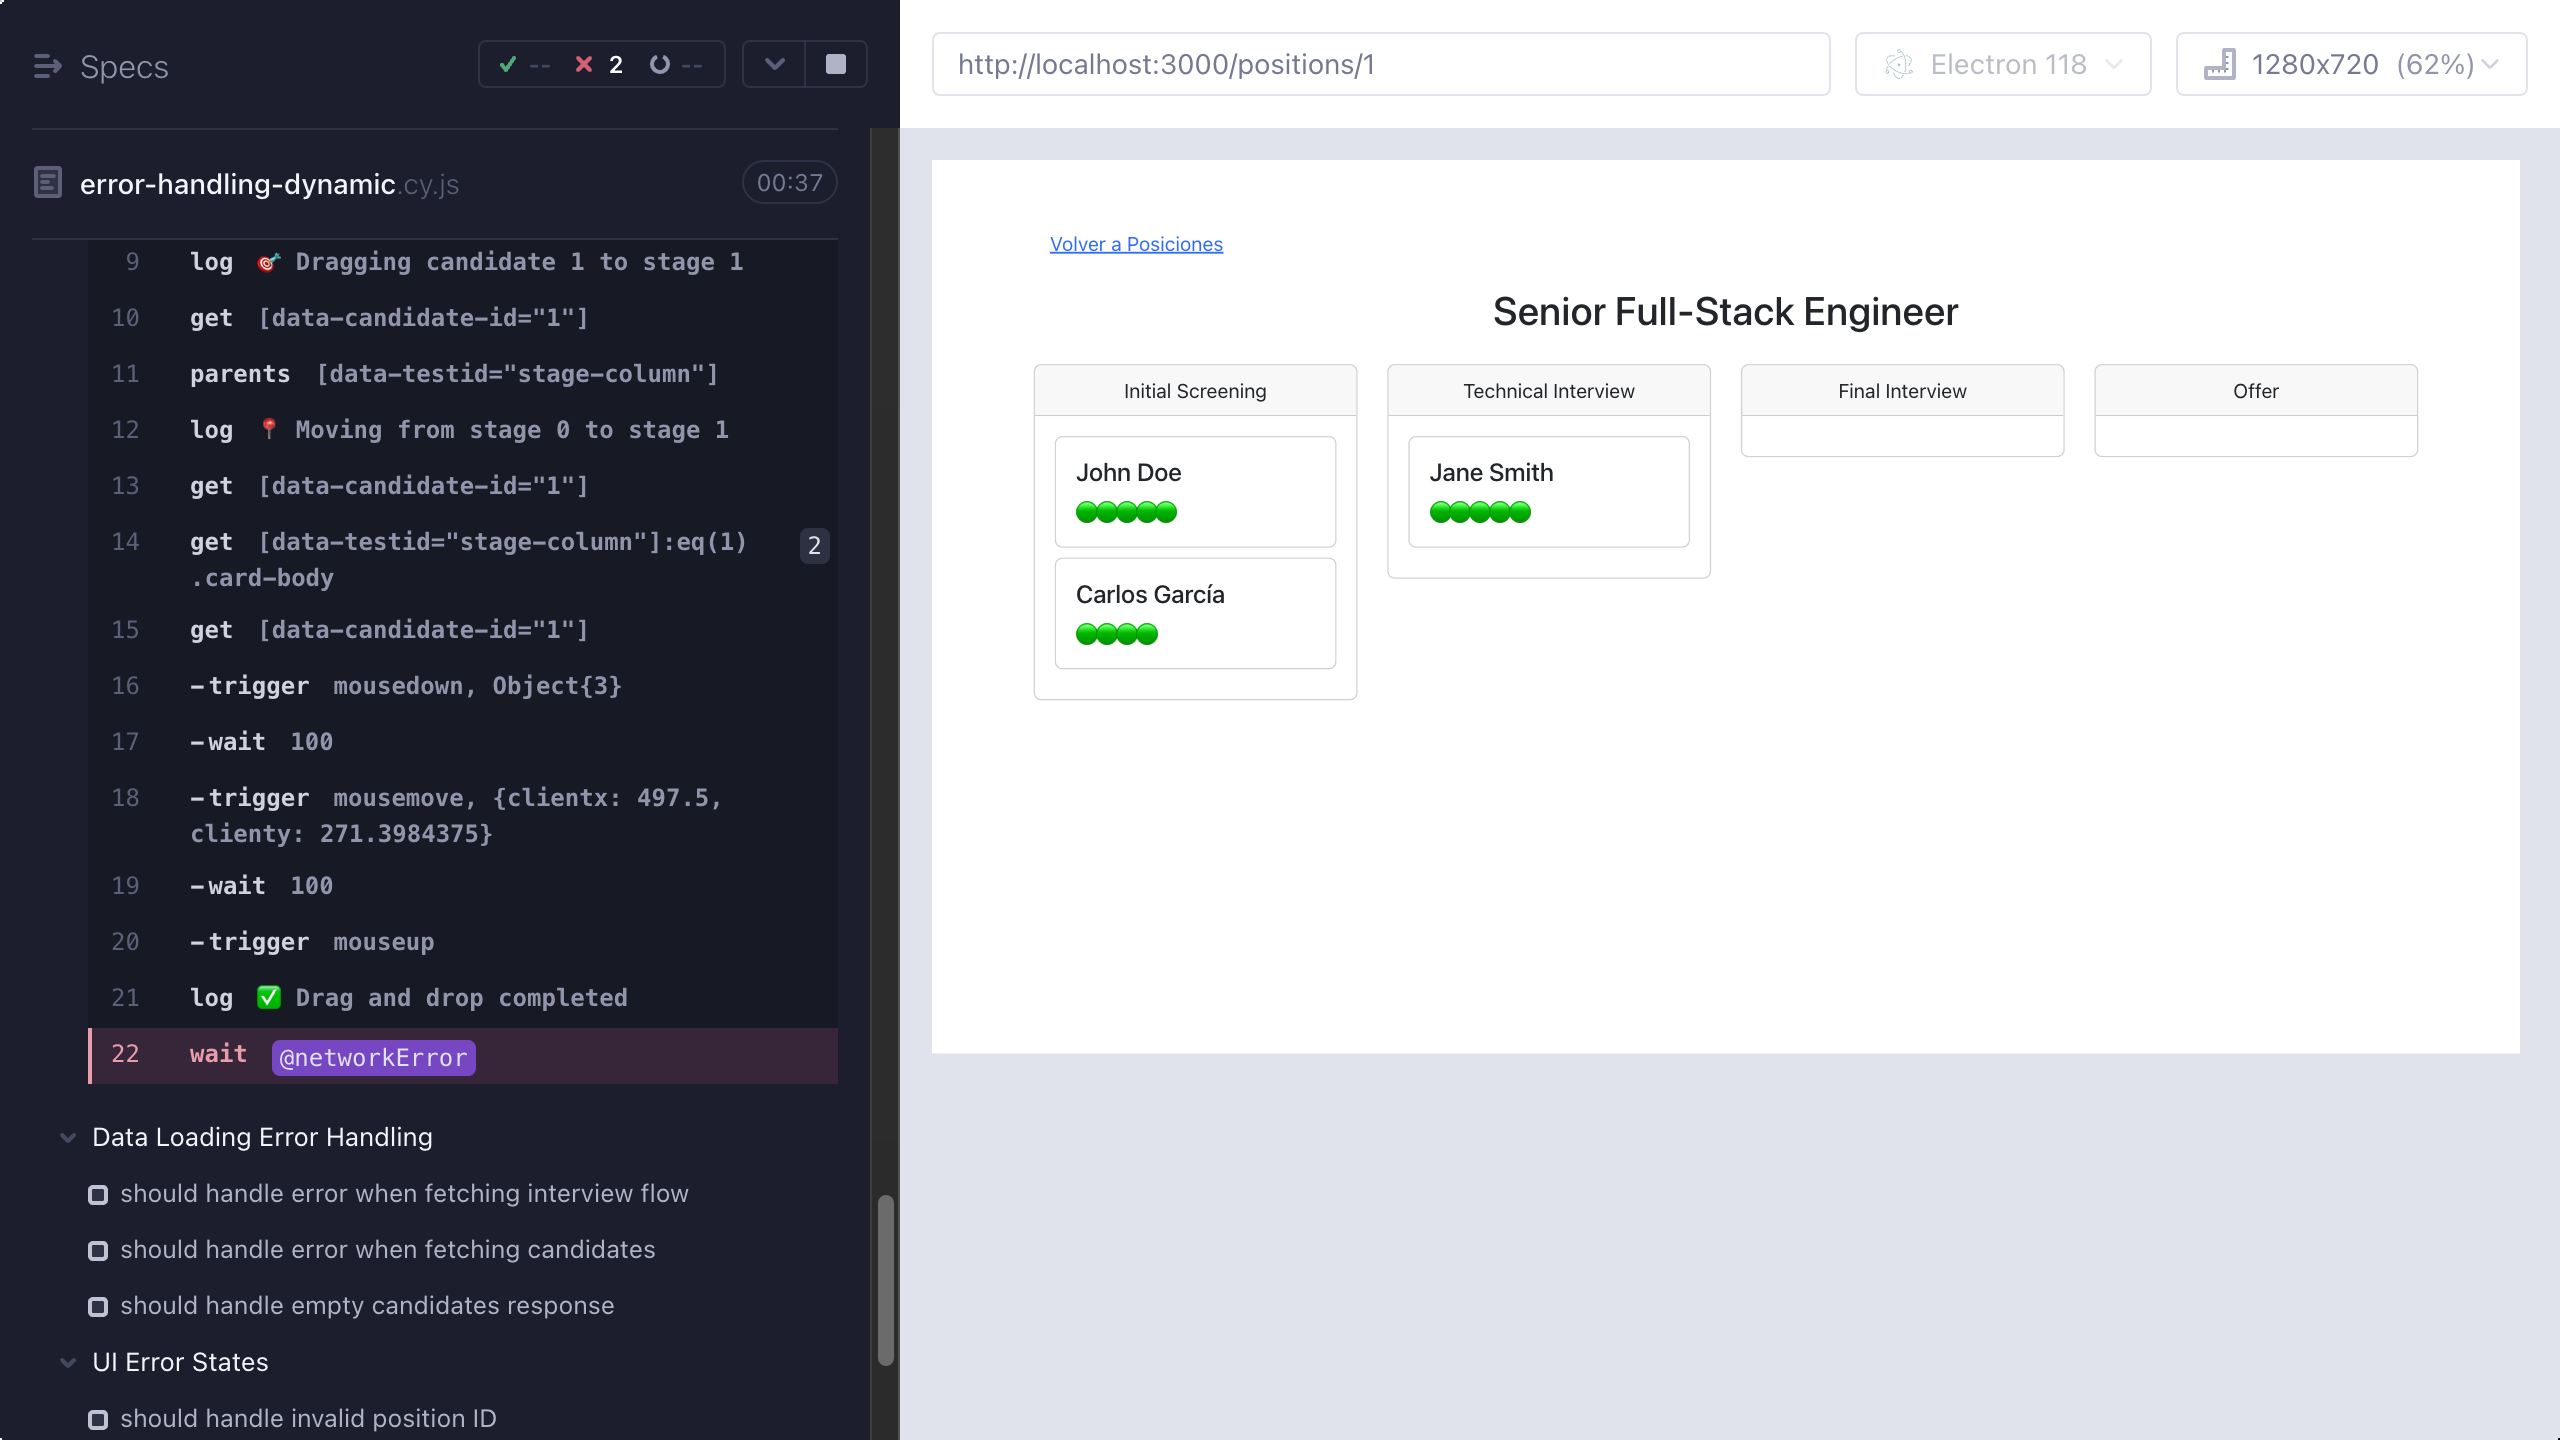 Specs
-- 2 --
error-handling-dynamic.cy.js
00:37
9 log 🎯 Dragging candidate 1 to stage 1
10 get [data-candidate-id="1"]
11 parents [data-testid="stage-column"]
12 log 📍 Moving from stage 0 to stage 1
13 get [data-candidate-id="1"]
14 get [data-testid="stage-column"]:eq(1)
.card-body
2
15 get [data-candidate-id="1"]
16 -trigger mousedown, Object{3}
17 -wait 100
18 -trigger mousemove, {clientx: 497.5,
clienty: 271.3984375}
19 -wait 100
20 -trigger mouseup
21 log ✅ Drag and drop completed
22 wait @networkError
Data Loading Error Handling
should handle error when fetching interview flow
should handle error when fetching candidates
should handle empty candidates response
UI Error States
should handle invalid position ID
http://localhost:3000/positions/1
Electron 118
1280x720 (62%)
Volver a Posiciones
Senior Full-Stack Engineer
Initial Screening
John Doe
Carlos García
Technical Interview
Jane Smith
Final Interview
Offer